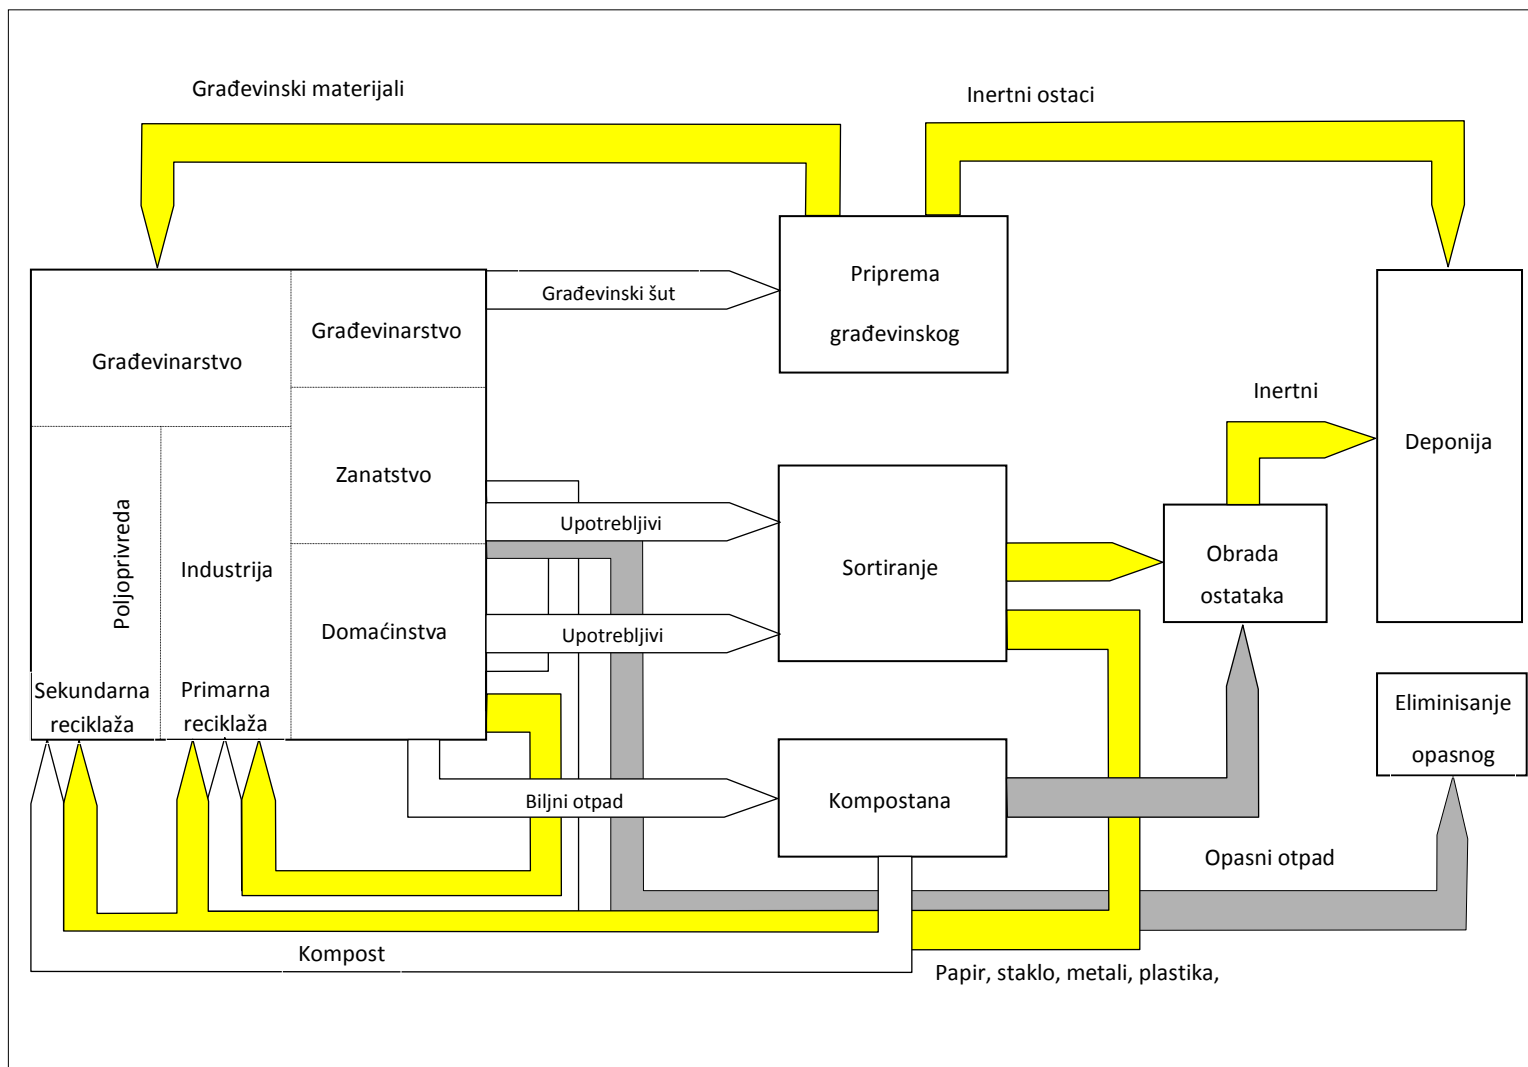 Građevinski materijali
Inertni ostaci
Priprema
građevinskog
Građevinski šut
Građevinarstvo
Građevinarstvo
Inertni
Deponija
Zanatstvo
Upotrebljivi
Poljoprivreda
Industrija
Sortiranje
Obrada
ostataka
Domaćinstva
Upotrebljivi
Sekundarna
reciklaža
Primarna
reciklaža
Eliminisanje
opasnog
Biljni otpad
Kompostana
Opasni otpad
Kompost
Papir, staklo, metali, plastika,